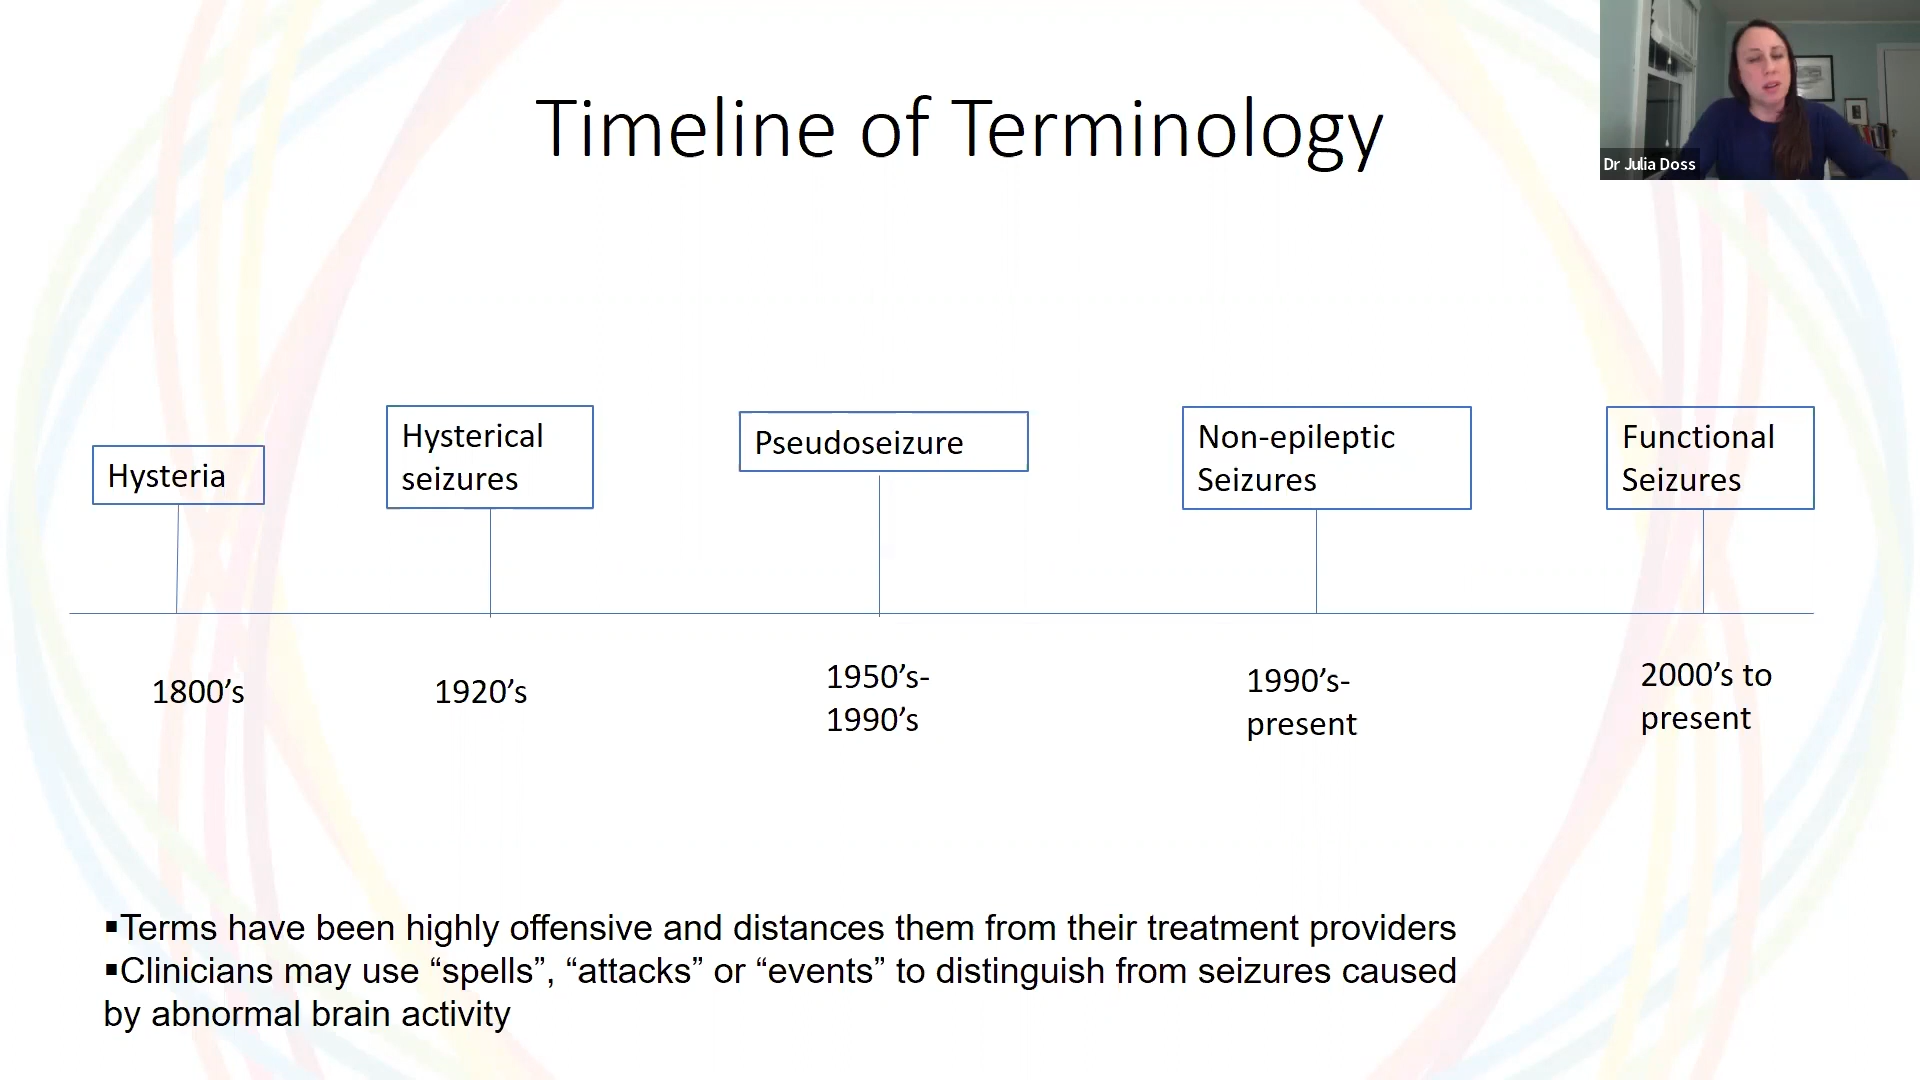 Timeline of Terminology
Dr Julia Doss
Hysteria
Hysterical
seizures
Pseudoseizure
Non-epileptic
Seizures
Functional
Seizures
1800’s
1920’s
1950’s-
1990’s
1990’s-
present
2000’s to
present
▪Terms have been highly offensive and distances them from their treatment providers
▪Clinicians may use “spells”, “attacks” or “events” to distinguish from seizures caused
by abnormal brain activity